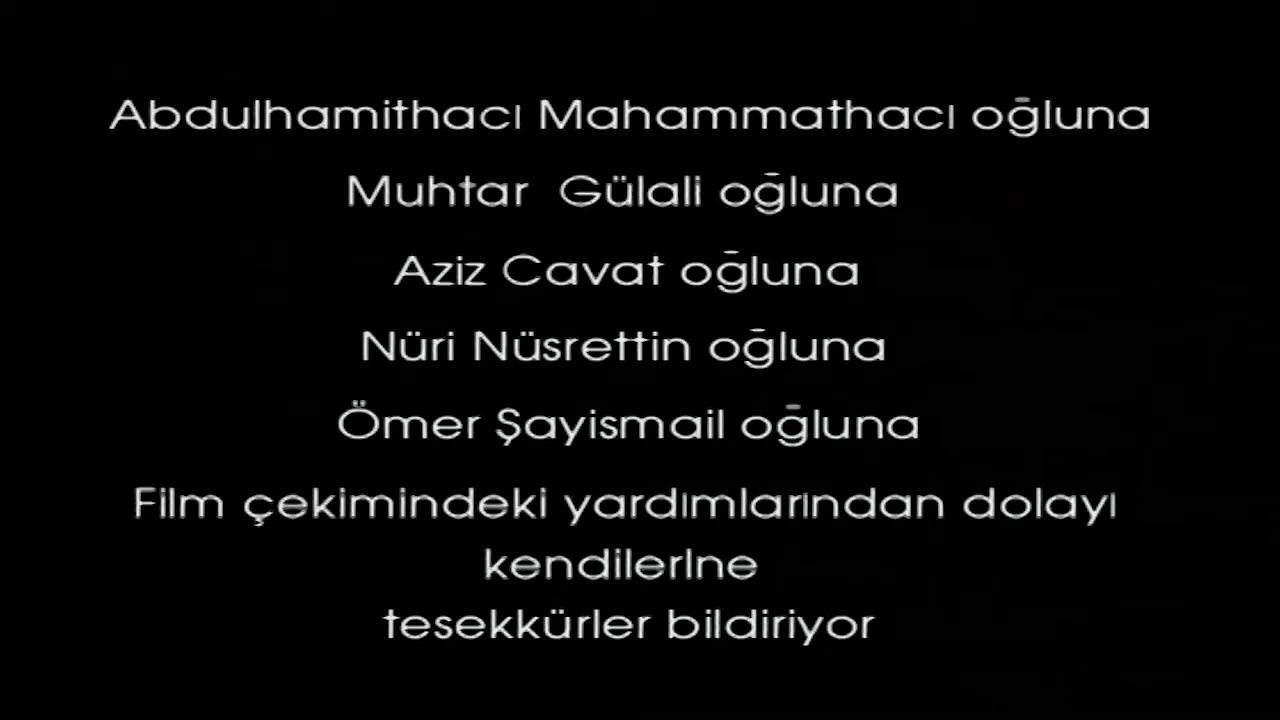 Abdulhamithacı Mahammathacı oğluna
Muhtar Gülali oğluna
Aziz Cavat oğluna
Nüri Nüsrettin oğluna
Ömer Şayismail oğluna
Film çekimindeki yardımlarından dolayı
kendilerIne
tesekkürler bildiriyor